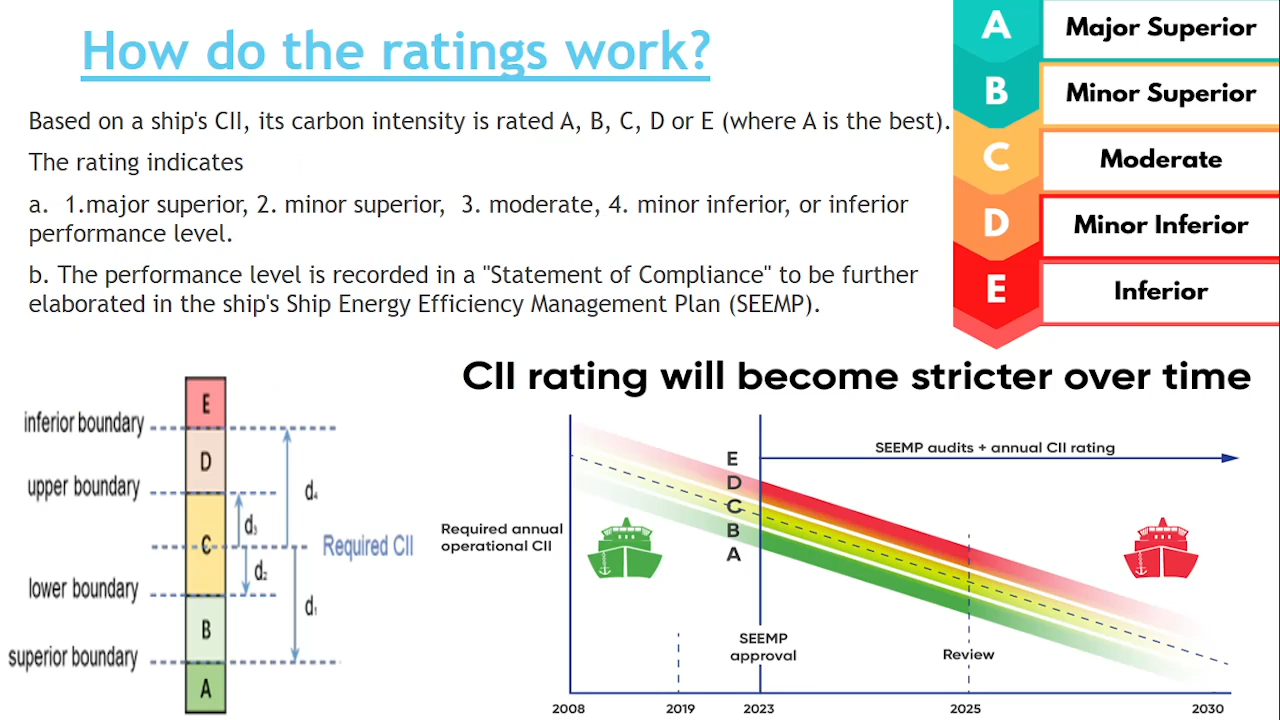 How do the ratings work?
Based on a ship's CII, its carbon intensity is rated A, B, C, D or E (where A is the best).
The rating indicates
a.  1.major superior, 2. minor superior,  3. moderate, 4. minor inferior, or inferior
performance level.
b. The performance level is recorded in a "Statement of Compliance" to be further
elaborated in the ship's Ship Energy Efficiency Management Plan (SEEMP).
A Major Superior
B Minor Superior
C Moderate
D Minor Inferior
E Inferior
E
inferior boundary
D
d₄
upper boundary
d₃
C
Required CII
d₂
lower boundary
d₁
B
superior boundary
A
CII rating will become stricter over time
SEEMP audits + annual CII rating
E
D
C
B
A
Required annual
operational CII
SEEMP
approval
Review
2008
2019
2023
2025
2030